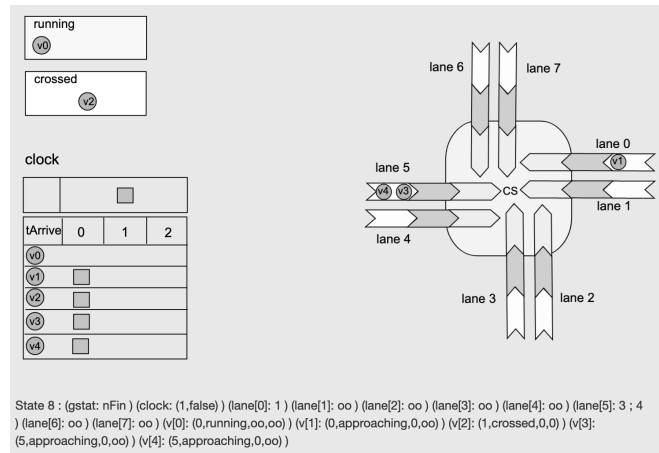 running
v0
crossed
v2
clock
tArrive 0 1 2
v0
v1
v2
v3
v4
lane 6
lane 7
lane 0
v1
lane 5
v4 v3
CS
lane 1
lane 4
lane 3
lane 2
State 8 : (gstat: nFin ) (clock: (1,false) ) (lane[0]: 1 ) (lane[1]: oo ) (lane[2]: oo ) (lane[3]: oo ) (lane[4]: oo ) (lane[5]: 3 ; 4
) (lane[6]: oo ) (lane[7]: oo ) (v[0]: (0,running,oo,oo) ) (v[1]: (0,approaching,0,oo) ) (v[2]: (1,crossed,0,0) ) (v[3]:
(5,approaching,0,oo) ) (v[4]: (5,approaching,0,oo) )